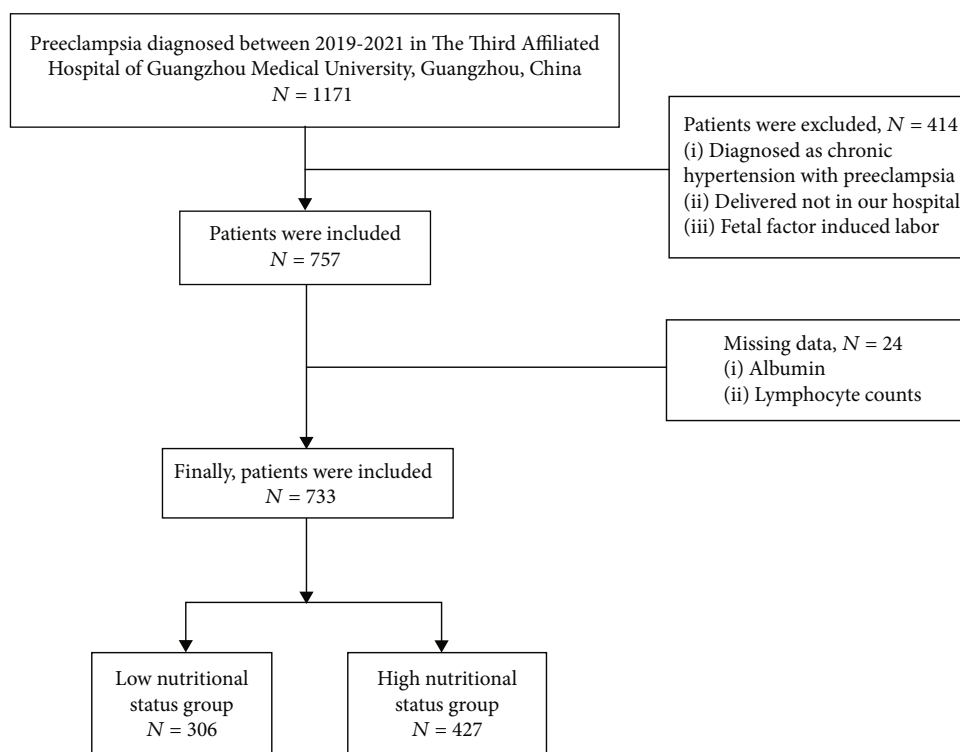 Preeclampsia diagnosed between 2019-2021 in The Third Affiliated
Hospital of Guangzhou Medical University, Guangzhou, China
N = 1171
Patients were excluded, N = 414
(i) Diagnosed as chronic
hypertension with preeclampsia
(ii) Delivered not in our hospital
(iii) Fetal factor induced labor
Patients were included
N = 757
Missing data, N = 24
(i) Albumin
(ii) Lymphocyte counts
Finally, patients were included
N = 733
Low nutritional
status group
N = 306
High nutritional
status group
N = 427